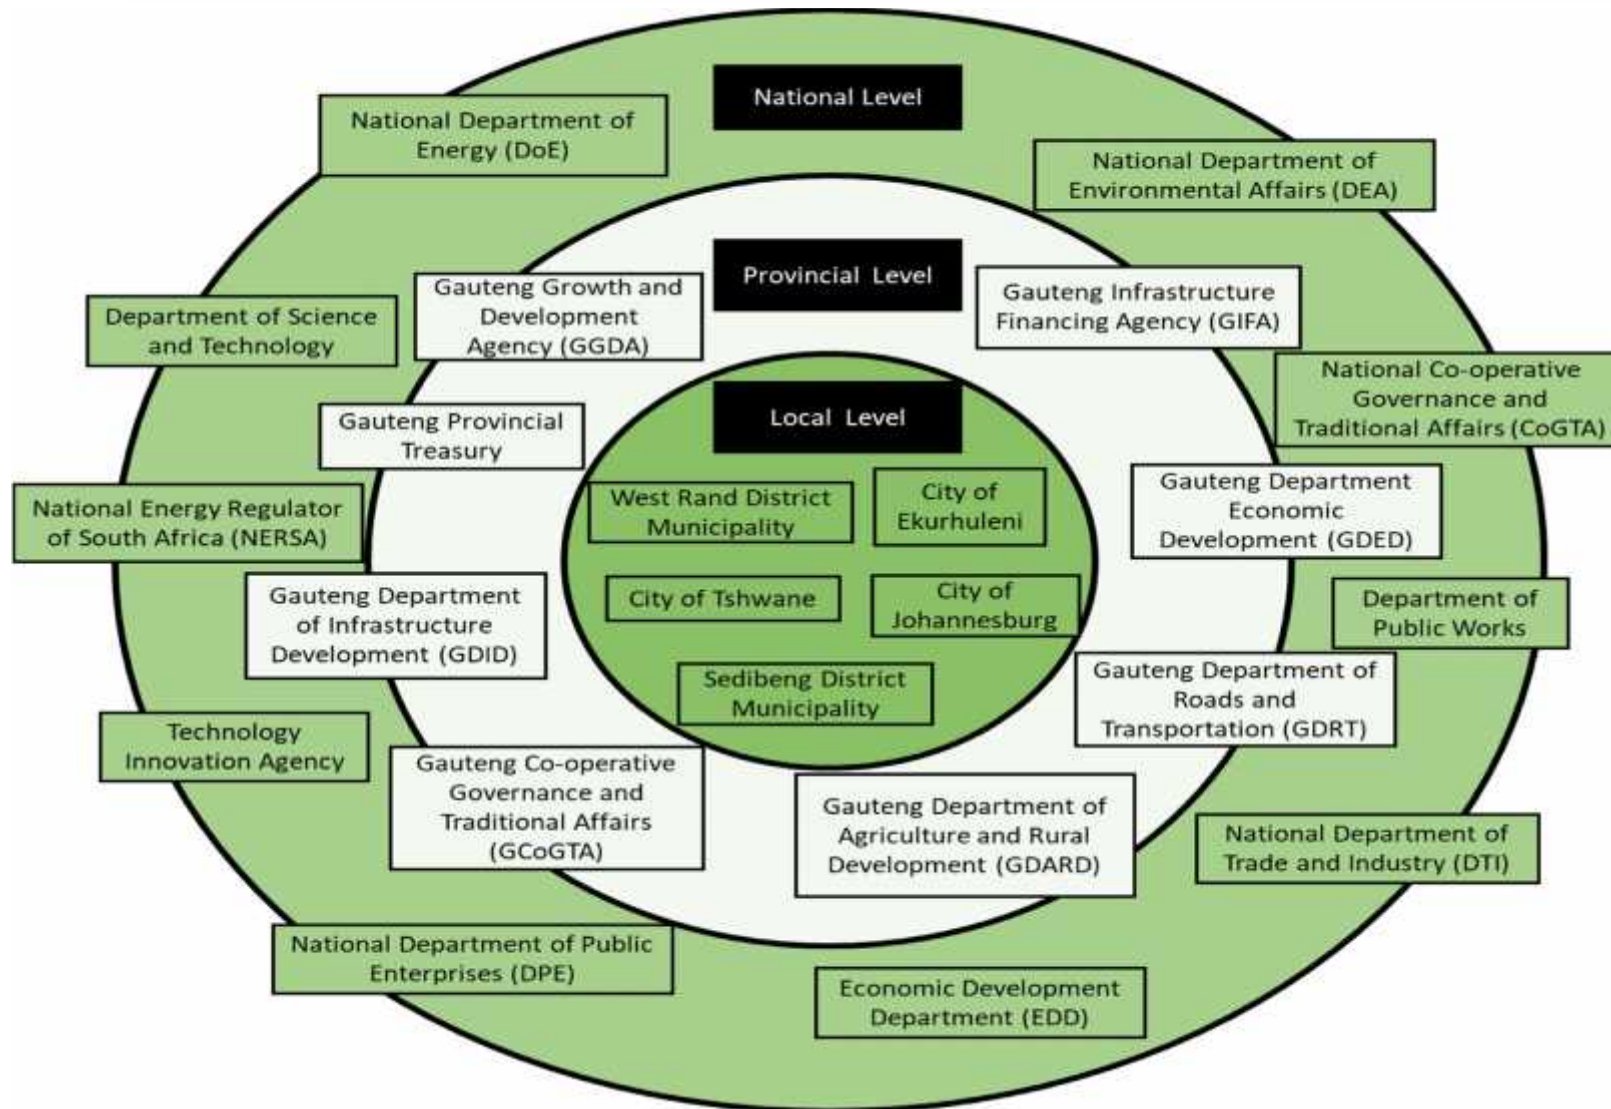 National Level
National Department of
Energy (DoE)
National Department of
Environmental Affairs (DEA)
Provincial Level
Gauteng Growth and
Development
Agency (GGDA)
Gauteng Infrastructure
Financing Agency (GIFA)
Department of Science
and Technology
National Co-operative
Governance and
Traditional Affairs (CoGTA)
Local Level
Gauteng Provincial
Treasury
West Rand District
Municipality
City of
Ekurhuleni
Gauteng Department
Economic
Development (GDED)
National Energy Regulator
of South Africa (NERSA)
Gauteng Department
of Infrastructure
Development (GDID)
City of Tshwane
City of
Johannesburg
Department of
Public Works
Sedibeng District
Municipality
Gauteng Department of
Roads and
Transportation (GDRT)
Technology
Innovation Agency
Gauteng Co-operative
Governance and
Traditional Affairs
(GCoGTA)
Gauteng Department of
Agriculture and Rural
Development (GDARD)
National Department of
Trade and Industry (DTI)
National Department of Public
Enterprises (DPE)
Economic Development
Department (EDD)